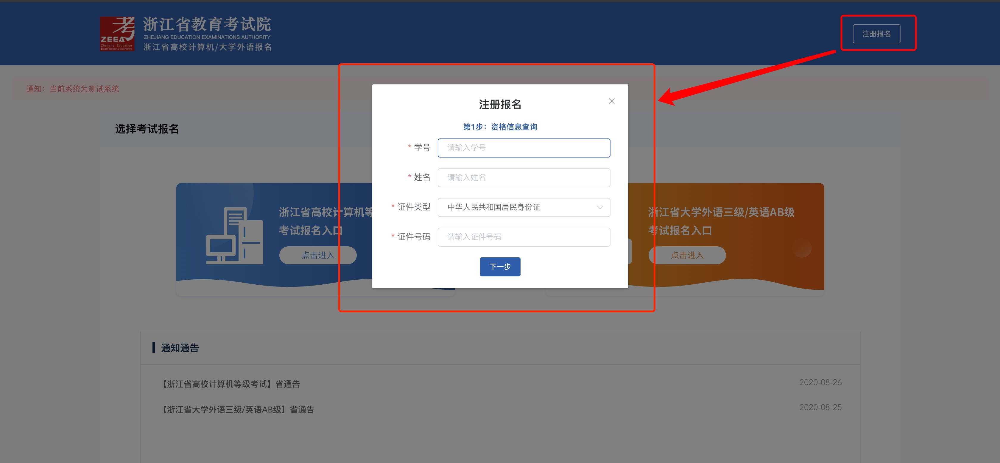 考
ZEEA
Zhejiang Education
Examinations Authority
浙江省教育考试院
ZHEJIANG EDUCATION EXAMINATIONS AUTHORITY
浙江省高校计算机/大学外语报名
注册报名
通知：当前系统为测试系统
选择考试报名
注册报名
第1步：资格信息查询
* 学号 请输入学号
* 姓名 请输入姓名
* 证件类型 中华人民共和国居民身份证
* 证件号码 请输入证件号码
下一步
浙江省高校计算机等
考试报名入口
点击进入
浙江省大学外语三级/英语AB级
考试报名入口
点击进入
通知通告
【浙江省高校计算机等级考试】省通告 2020-08-26
【浙江省大学外语三级/英语AB级】省通告 2020-08-25